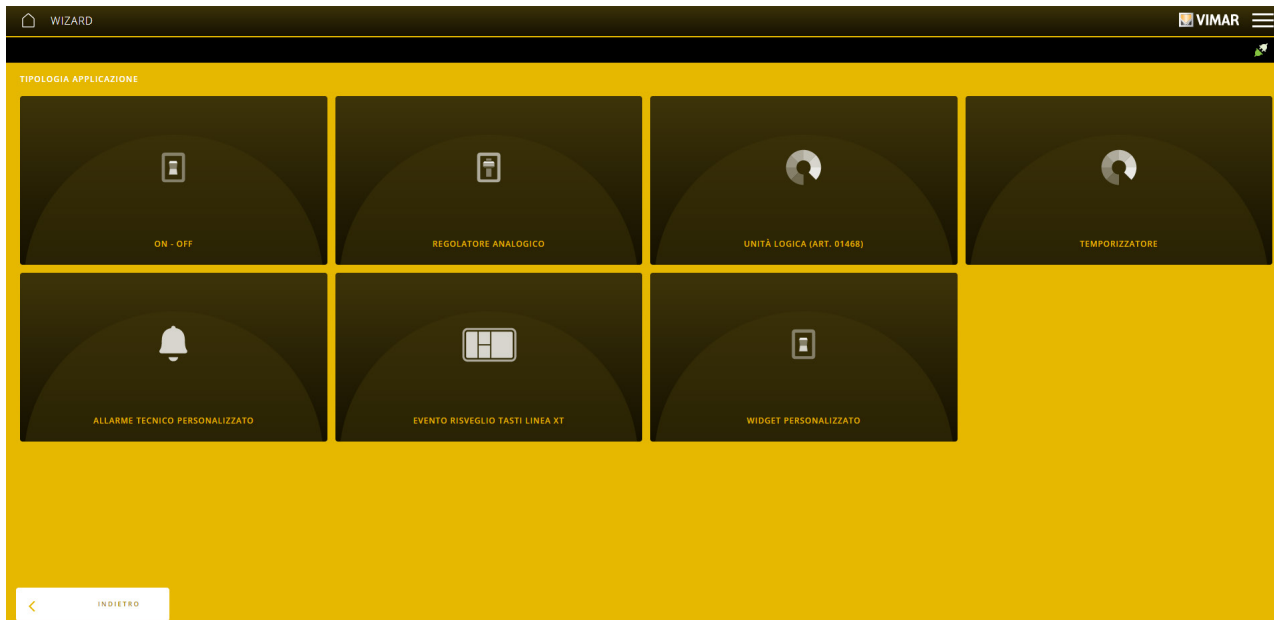 WIZARD
VIMAR
TIPOLOGIA APPLICAZIONE
ON - OFF
REGOLATORE ANALOGICO
UNITÀ LOGICA (ART. 01468)
TEMPORIZZATORE
ALLARME TECNICO PERSONALIZZATO
EVENTO RISVEGLIO TASTI LINEA XT
WIDGET PERSONALIZZATO
INDIETRO